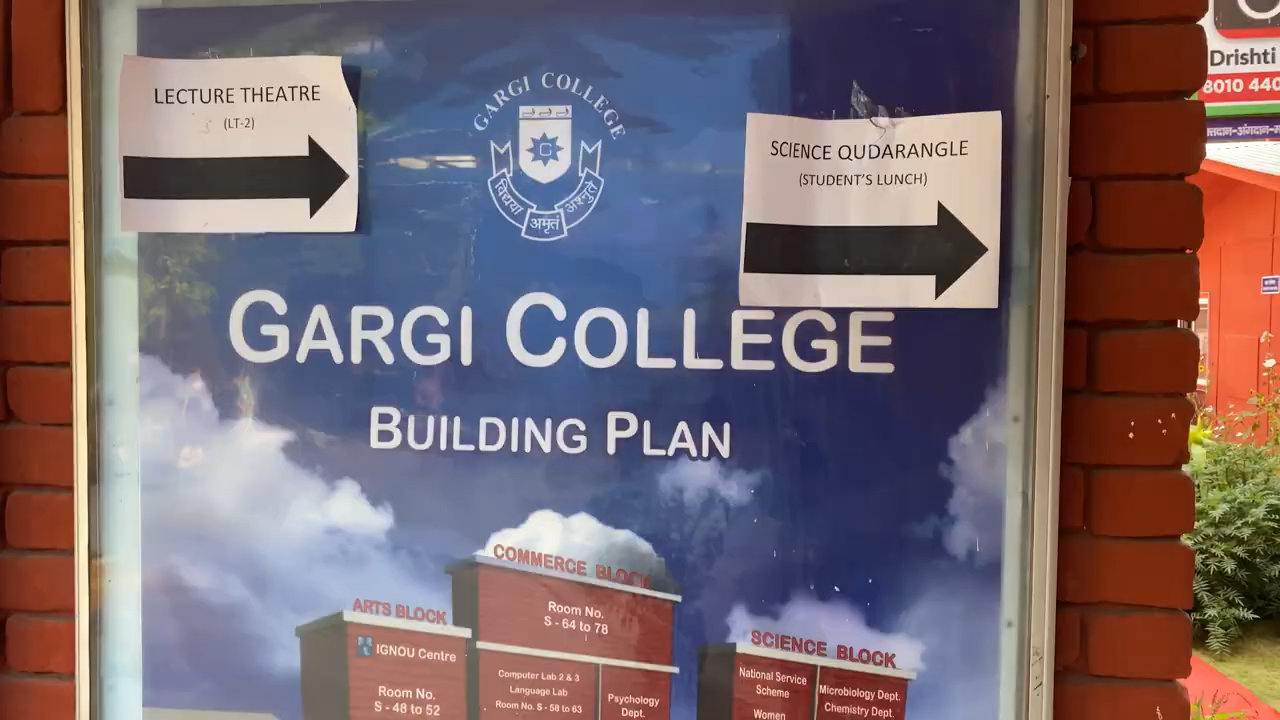 LECTURE THEATRE
(LT-2)
GARGI COLLEGE
G
विद्यया
अमृतं
अश्नुते
SCIENCE QUDARANGLE
(STUDENT'S LUNCH)
GARGI COLLEGE
BUILDING PLAN
COMMERCE BLOCK
Room No.
S - 64 to 78
Computer Lab 2 & 3
Language Lab
Room No. S - 58 to 63
Psychology
Dept.
ARTS BLOCK
IGNOU Centre
Room No.
S - 48 to 52
SCIENCE BLOCK
National Service
Scheme
Women
Microbiology Dept.
Chemistry Dept.
Drishti
8010 440